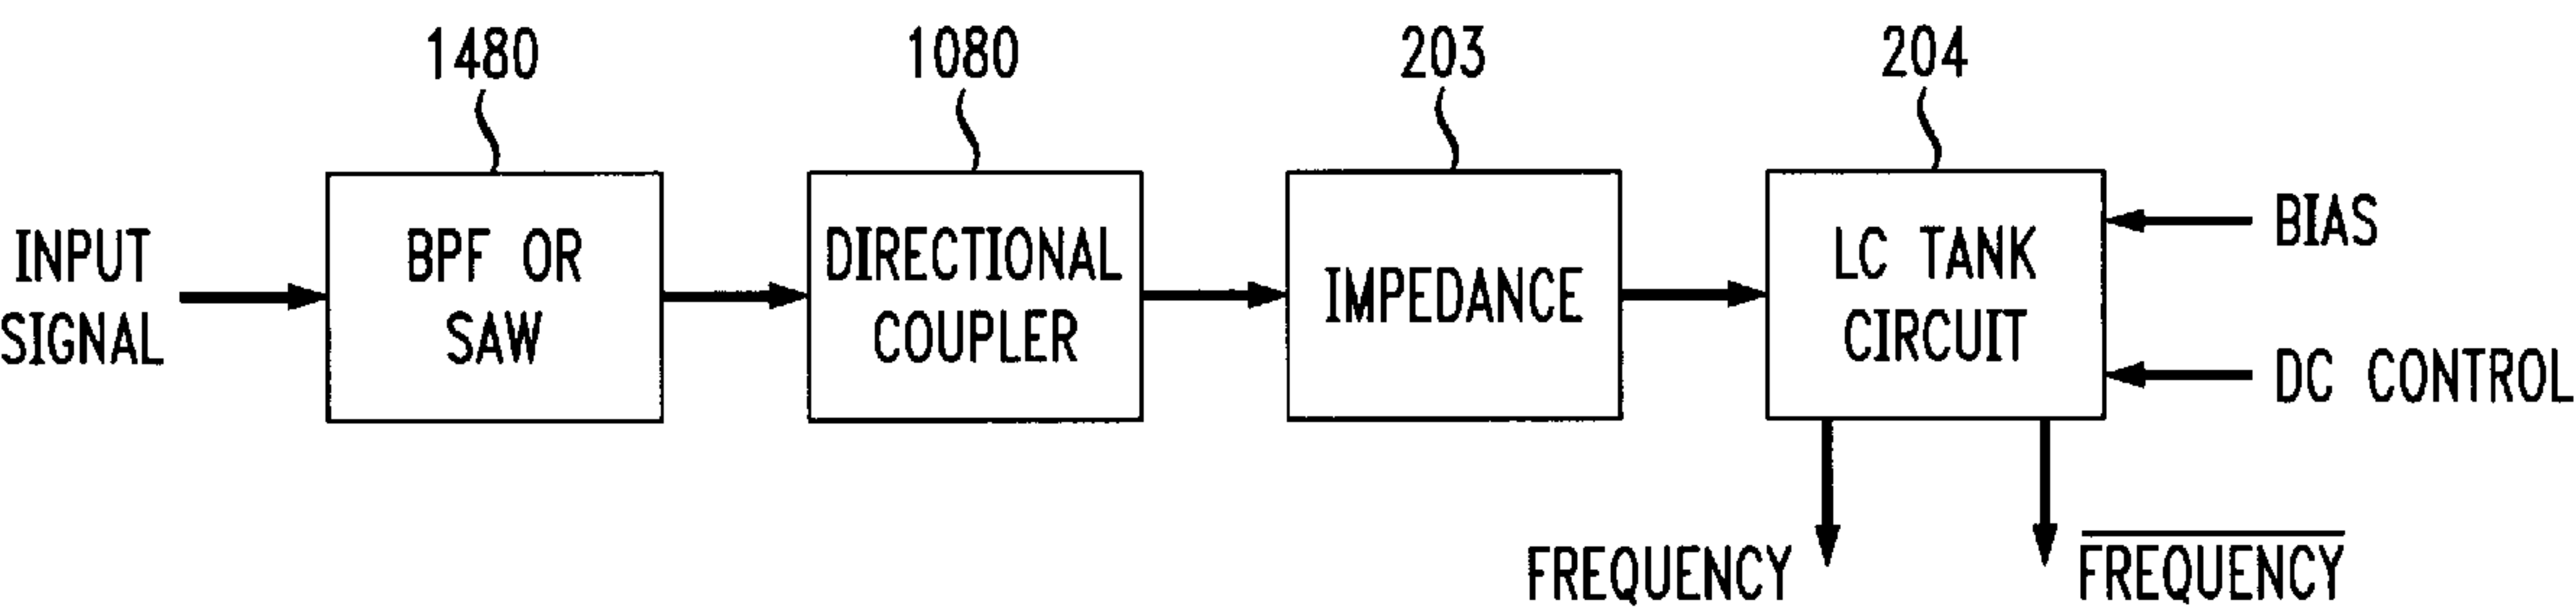 1480
1080
203
204
INPUT
SIGNAL
BPF OR
SAW
DIRECTIONAL
COUPLER
IMPEDANCE
LC TANK
CIRCUIT
BIAS
DC CONTROL
FREQUENCY
FREQUENCY